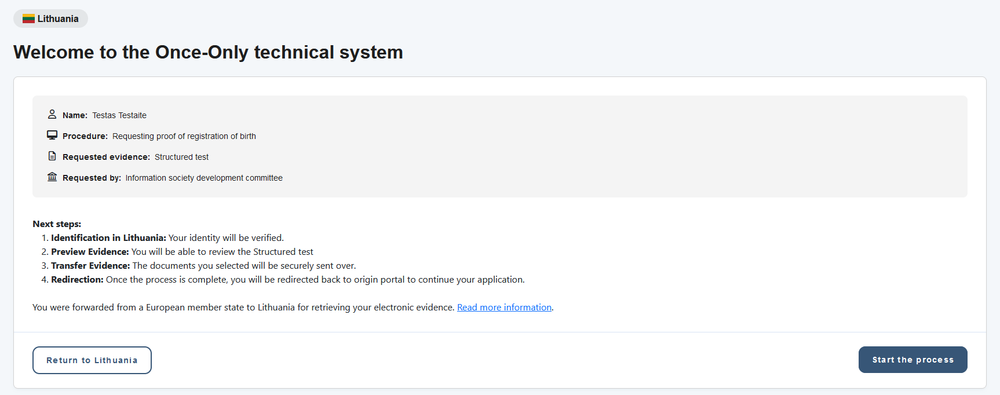 Lithuania
Welcome to the Once-Only technical system
Name: Testas Testaite
Procedure: Requesting proof of registration of birth
Requested evidence: Structured test
Requested by: Information society development committee
Next steps:
1. Identification in Lithuania: Your identity will be verified.
2. Preview Evidence: You will be able to review the Structured test
3. Transfer Evidence: The documents you selected will be securely sent over.
4. Redirection: Once the process is complete, you will be redirected back to origin portal to continue your application.
You were forwarded from a European member state to Lithuania for retrieving your electronic evidence. Read more information.
Return to Lithuania
Start the process